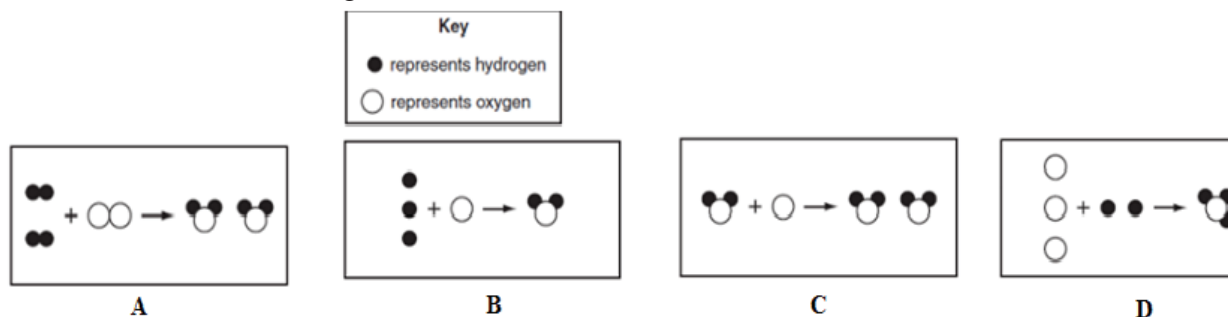 Key
represents hydrogen
represents oxygen
+
+
+
+
A
B
C
D